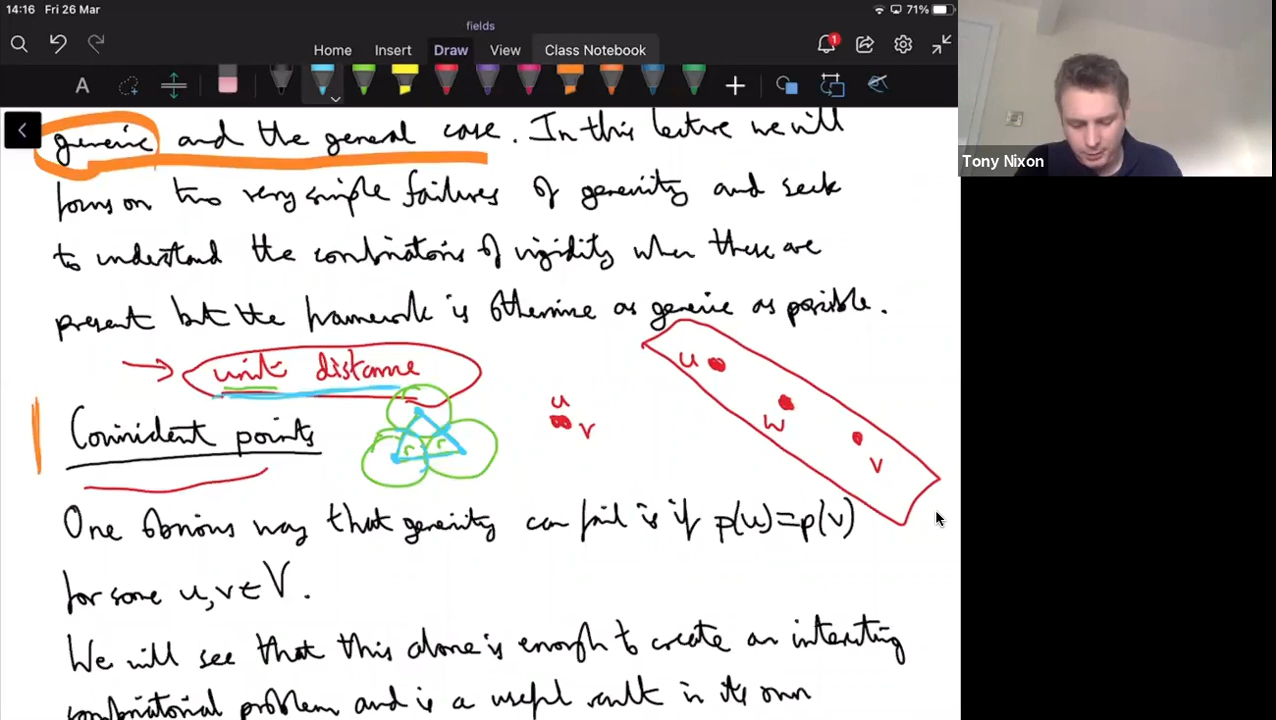 14:16 Fri 26 Mar
71%
fields
Home Insert Draw View Class Notebook
1
A
Tony Nixon
generic and the general case. In this lecture we will
focus on two very simple failures of genericity and seek
to understand the combinatorics of rigidity when these are
present but the framework is otherwise as generic as possible.
→ unit distance
u
w
v
Coincident points
u
v
r r
One obvious way that genericity can fail is if p(u)=p(v)
for some u, v ∈ V.
We will see that this alone is enough to create an interesting
combinatorial problem and is a useful result in its own